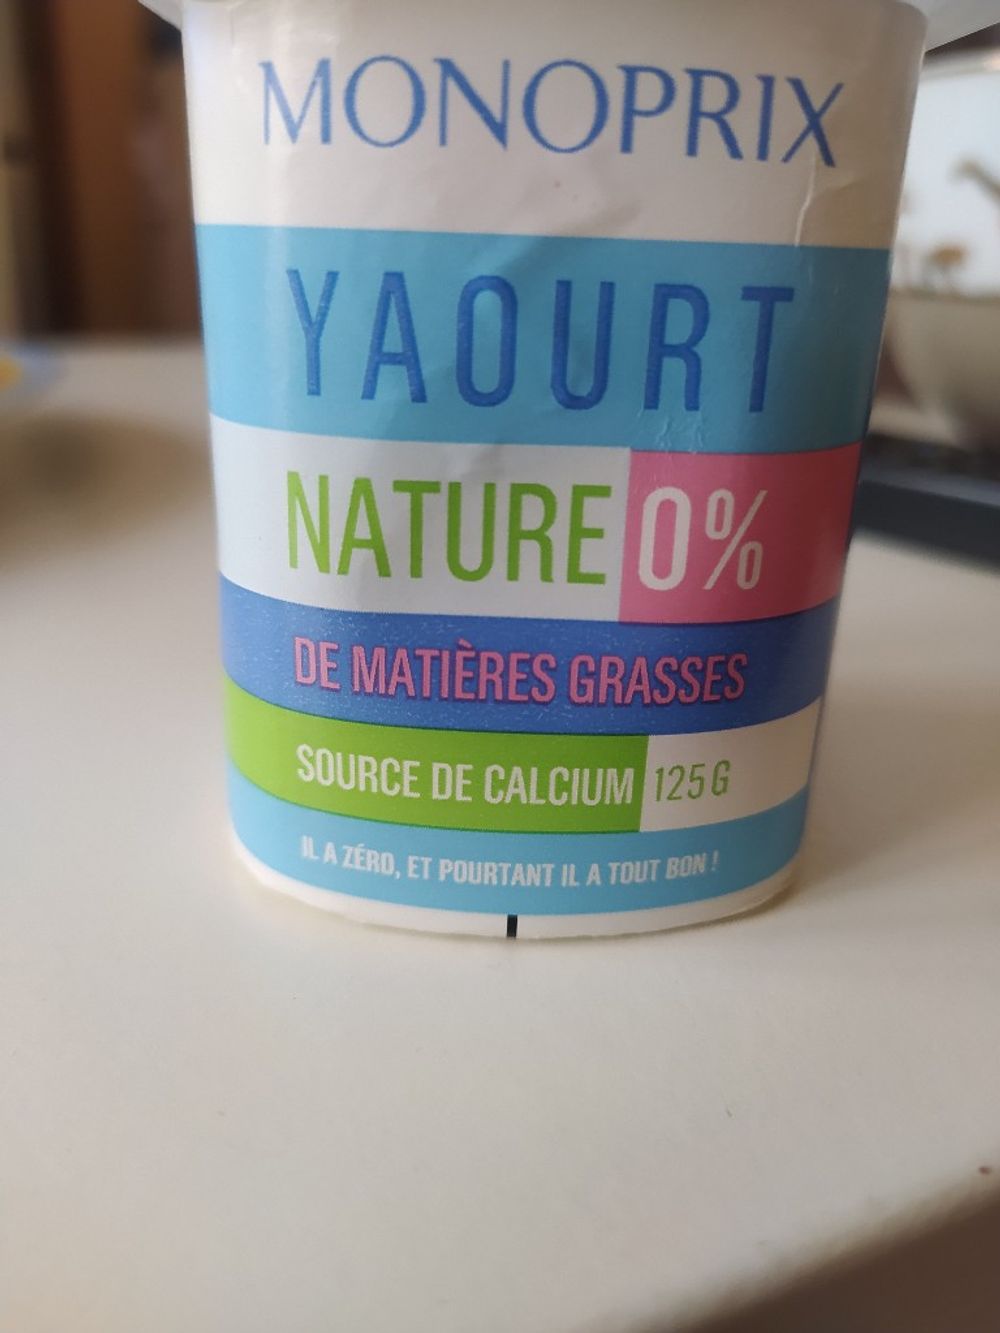 MONOPRIX
YAOURT
NATURE 0%
DE MATIÈRES GRASSES
SOURCE DE CALCIUM 125 G
IL A ZÉRO, ET POURTANT IL A TOUT BON !